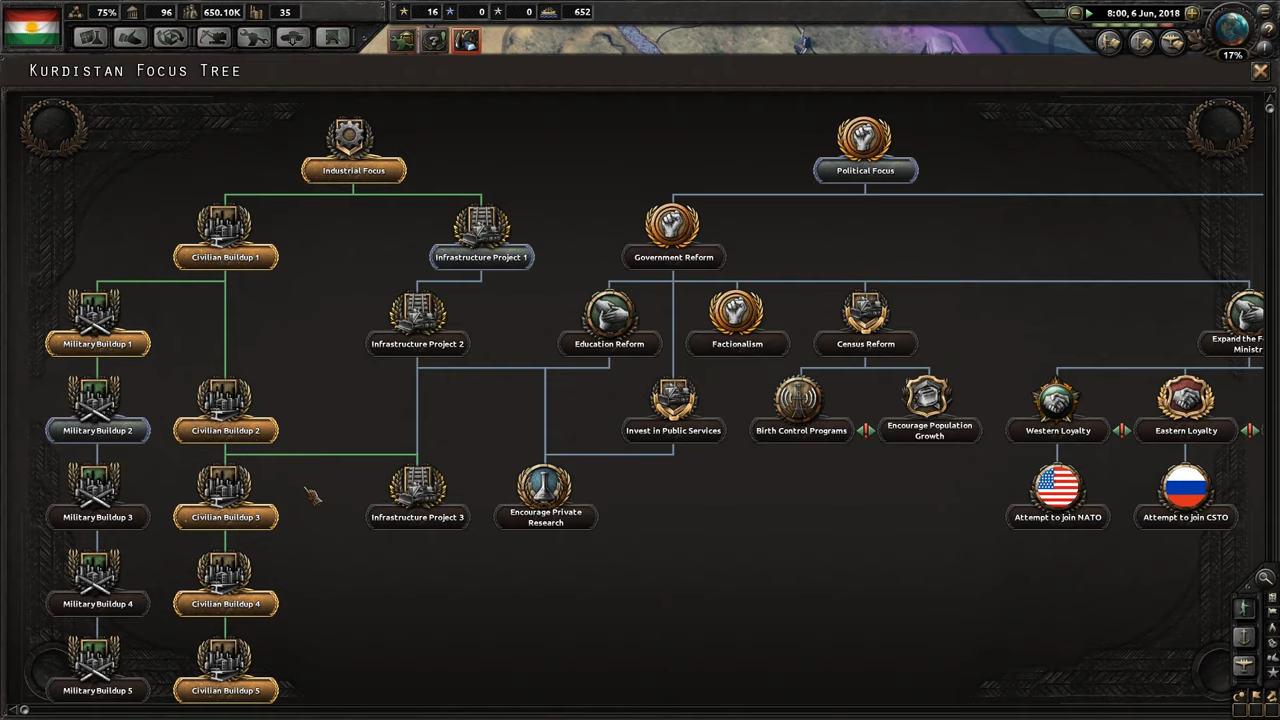 75%
96
650.10K
35
16
0
0
652
8:00, 6 Jun, 2018
17%
Kurdistan Focus Tree
Industrial Focus
Political Focus
Civilian Buildup 1
Infrastructure Project 1
Government Reform
Military Buildup 1
Infrastructure Project 2
Education Reform
Factionalism
Census Reform
Expand the Fo
Ministr
Military Buildup 2
Civilian Buildup 2
Invest in Public Services
Birth Control Programs
Encourage Population
Growth
Western Loyalty
Eastern Loyalty
Military Buildup 3
Civilian Buildup 3
Infrastructure Project 3
Encourage Private
Research
Attempt to join NATO
Attempt to join CSTO
Military Buildup 4
Civilian Buildup 4
Military Buildup 5
Civilian Buildup 5